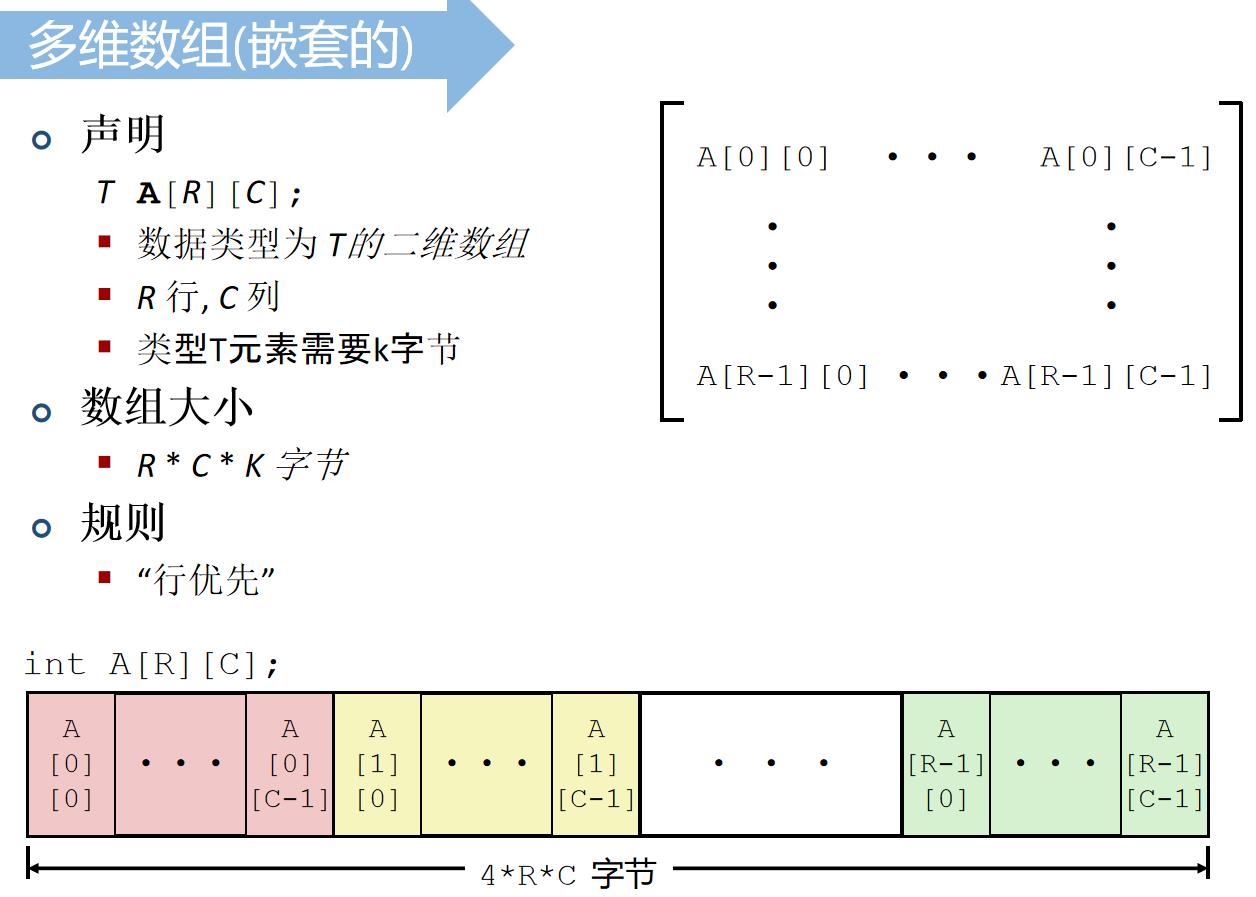 多维数组(嵌套的)
声明
T A[R][C];
数据类型为 T的二维数组
R 行, C 列
类型T元素需要k字节
数组大小
R * C * K 字节
规则
“行优先”
A[0][0] • • • A[0][C-1]
•
•
•
•
•
•
A[R-1][0] • • • A[R-1][C-1]
int A[R][C];
A [0] [0] • • • A [0] [C-1] A [1] [0] • • • A [1] [C-1] • • • A [R-1] [0] • • • A [R-1] [C-1]
4*R*C 字节